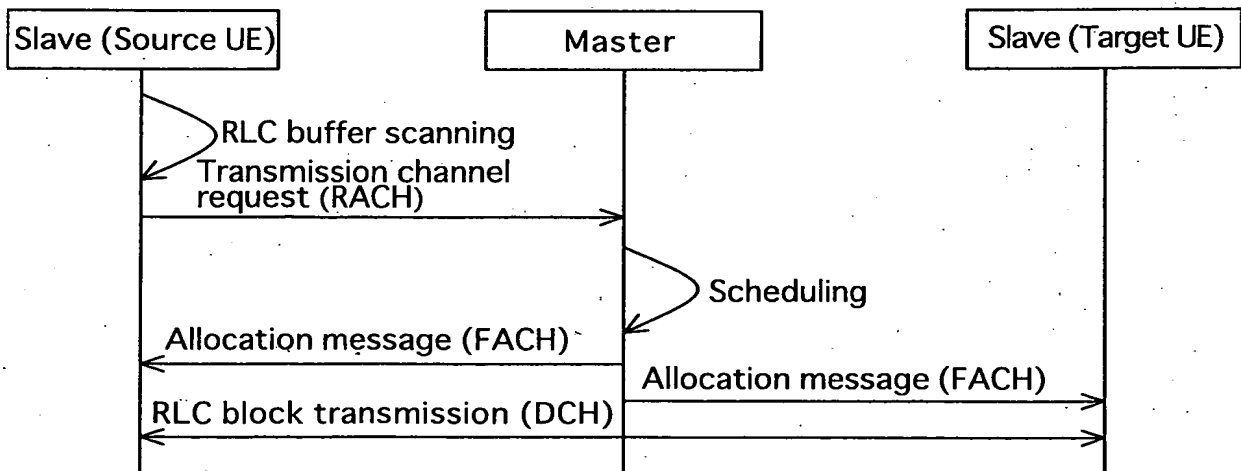 Slave (Source UE)
Master
Slave (Target UE)
RLC buffer scanning
Transmission channel
request (RACH)
Scheduling
Allocation message (FACH)
Allocation message (FACH)
RLC block transmission (DCH)